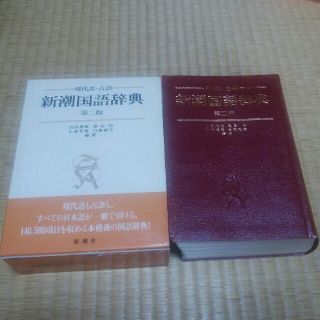 現代語・古語
新潮国語辞典
第二版
現代語も古語も、
すべての日本語が一冊で引ける。
140,500項目を収める本格派の国語辞典!
新潮社
新潮国語辞典
第二版